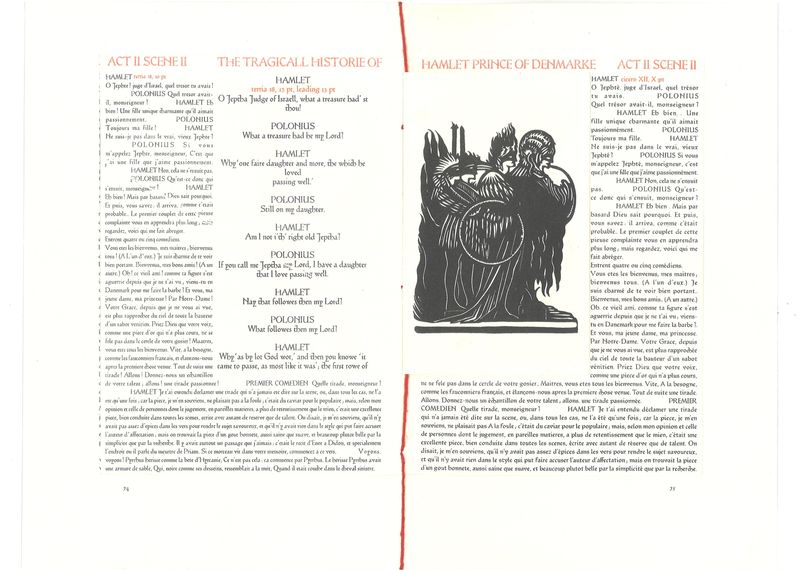 ACT II SCENE II
THE TRAGICALL HISTORIE OF
HAMLET tertia 18, 12 pt
O Jephté! juge d'Israel, quel tresor tu avais!
POLONIUS Quel tresor avait-
il, monseigneur! HAMLET Eh
bien! Une fille unique charmante qu'il aimait
passionnément. POLONIUS
Toujours ma fille! HAMLET
Ne suis-je pas dans le vrai, vieux Jephté?
POLONIUS Si vous
m'appelez Jephté, monseigneur, C'est que
j'ai une fille que j'aime passionnement.
HAMLET Non, cela ne s'ensuit pas.
POLONIUS Qu'est-ce donc qui
s'ensuit, HAMLET
Eh bien! Mais par hasard Dieu sait pourquoi.
Et puis, vous savez: il arriva, comme c'etait
probable. Le premier couplet de cette pieuse
complainte vous en apprendra plus long;
regardez, voici qui me fait abréger.
Entrent quatre ou cinq comediens.
Vous etes les bienvenus, mes maitres, bienvenus
tous! (A L'un d'eux.) Je suis charmé de te voir
bien portant. Bienvenus, mes bons amis! (A un
autre.) Oh! ce vieil ami! comme ta figure s'est
aguerrie depuis que je ne t'ai vu; viens-tu en
Danemark pour me faire la barbe? Et vous, ma
jeune dame, ma princesse! Par Notre-Dame!
Votre Grace, depuis que je ne vous ai vue,
est plus rapprochée du ciel de toute la hauteur
d'un sabot vénitien. Priez Dieu que votre voix,
comme une pièce d'or qui n'a plus cours, ne se
fele pas dans le cercle de votre gosier! Maitres,
vous etes tous les bienvenus. Vite, a la besogne,
comme les fauconniers francais, et élançons-nous
après la premiere chose venue. Tout de suite une
tirade! Allons! Donnez-nous un échantillon
de votre talent, allons! une tirade passionnée!
HAMLET
tertia 18, 12 pt, leading 13 pt
O Jeptha Judge of Israell, what a treasure had'st
thou!
POLONIUS
What a treasure had he my Lord?
HAMLET
Why 'one faire daughter and more, the which he
loved
passing well.'
POLONIUS
Still on my daughter.
HAMLET
Am I not i'th' right old Jeptha?
POLONIUS
If you call me Jeptha my Lord, I have a daughter
that I love passing well.
HAMLET
Nay that followes then my Lord?
POLONIUS
What followes then my Lord?
HAMLET
Why 'as by lot God wot,' and then you know 'it
came to passe, as most like it was'; the first rowe of
PREMIER COMEDIEN Quelle tirade, monseigneur?
HAMLET Je t'ai entendu déclamer une tirade qui n'a jamais été dite sur la scene, ou, dans tous les cas, ne l'a
été qu'une fois, car la piece, je m'en souviens, ne plaisait pas a la foule; c'était du caviar pour le populaire; mais, selon mon
opinion et celle de personnes dont le jugement, en pareilles matieres, a plus de retentissement que le mien, c'était une excellente
piece, bien conduite dans toutes les scenes, écrite avec autant de réserve que de talent. On disait, je m'en souviens, qu'il n'y
avait pas assez d'épices dans les vers pour rendre le sujet savoureux, et qu'il n'y avait rien dans le style qui put faire accuser
l'auteur d'affectation; mais on trouvait la piece d'un gout honnete, aussi saine que suave, et beaucoup plutot belle par la
simplicité que par la recherche. Il y avait surtout un passage que j'aimais: c'était le récit d'Enée a Didon, et spécialement
l'endroit ou il parle du meurtre de Priam. Si ce morceau vit dans votre mémoire, commencez a ce vers. Voyons.
voyons! Pyrrhus hérissé comme la bete d'Hyrcanie, Ce n'est pas cela: ca commence par Pyrrhus. Le hérissé Pyrrhus avait
une armure de sable, Qui, noire comme ses desseins, ressemblait a la nuit, Quand il etait couché dans le cheval sinistre.
74
HAMLET PRINCE OF DENMARKE
ACT II SCENE II
HAMLET cicero XII, X pt
O Jephté, juge d'Israel, quel trésor
tu avais. POLONIUS
Quel trésor avait-il, monseigneur?
HAMLET Eh bien.. Une
fille unique charmante qu'il aimait
passionnément. POLONIUS
Toujours ma fille. HAMLET
Ne suis-je pas dans le vrai, vieux
Jephté? POLONIUS Si vous
m'appelez Jephté, monseigneur, c'est
que j'ai une fille que j'aime passionnément.
HAMLET Non, cela ne s'ensuit
pas. POLONIUS Qu'est-
ce donc qui s'ensuit, monseigneur?
HAMLET Eh bien. Mais par
hasard Dieu sait pourquoi. Et puis,
vous savez: il arriva, comme c'était
probable. Le premier couplet de cette
pieuse complainte vous en apprendra
plus long; mais regardez, voici qui me
fait abréger.
Entrent quatre ou cinq comédiens.
Vous etes les bienvenus, mes maitres,
bienvenus tous. (A l'un d'eux.) Je
suis charmé de te voir bien portant.
Bienvenus, mes bons amis. (A un autre.)
Oh. ce vieil ami, comme ta figure s'est
aguerrie depuis que je ne t'ai vu; viens-
tu en Danemark pour me faire la barbe?
Et vous, ma jeune dame, ma princesse.
Par Notre-Dame. Votre Grace, depuis
que je ne vous ai vue, est plus rapprochée
du ciel de toute la hauteur d'un sabot
vénitien. Priez Dieu que votre voix,
comme une pièce d'or qui n'a plus cours,
ne se fele pas dans le cercle de votre gosier. Maitres, vous etes tous les bienvenus. Vite, A la besogne,
comme les fauconniers français, et élançons-nous après la premiere chose venue. Tout de suite une tirade.
Allons. Donnez-nous un échantillon de votre talent, allons, une tirade passionnée. PREMIER
COMÉDIEN Quelle tirade, monseigneur? HAMLET Je t'ai entendu déclamer une tirade
qui n'a jamais été dite sur la scène, ou, dans tous les cas, ne l'a été qu'une fois; car la pièce, je m'en
souviens, ne plaisait pas A la foule; c'était du caviar pour le populaire; mais, selon mon opinion et celle
de personnes dont le jugement, en pareilles matieres, a plus de retentissement que le mien, c'était une
excellente pièce, bien conduite dans toutes les scènes, écrite avec autant de réserve que de talent. On
disait, je m'en souviens, qu'il n'y avait pas assez d'épices dans les vers pour rendre le sujet savoureux,
et qu'il n'y avait rien dans le style qui put faire accuser l'auteur d'affectation; mais on trouvait la pièce
d'un gout honnete, aussi saine que suave, et beaucoup plutot belle par la simplicité que par la recherche.
75